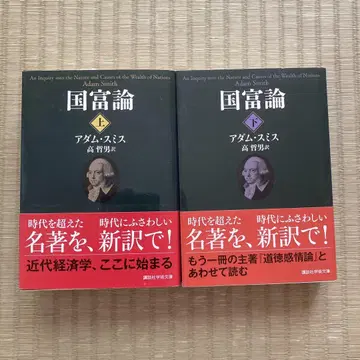 An Inquiry into the Nature and Causes of the Wealth of Nations
Adam Smith
国富論
上
アダム・スミス
高 哲男 訳
時代を超えた 時代にふさわしい
名著を、新訳で!
近代経済学、ここに始まる
講談社学術文庫
An Inquiry into the Nature and Causes of the Wealth of Nations
Adam Smith
国富論
下
アダム・スミス
高 哲男 訳
時代を超えた 時代にふさわしい
名著を、新訳で!
もう一冊の主著『道徳感情論』と
あわせて読む
講談社学術文庫